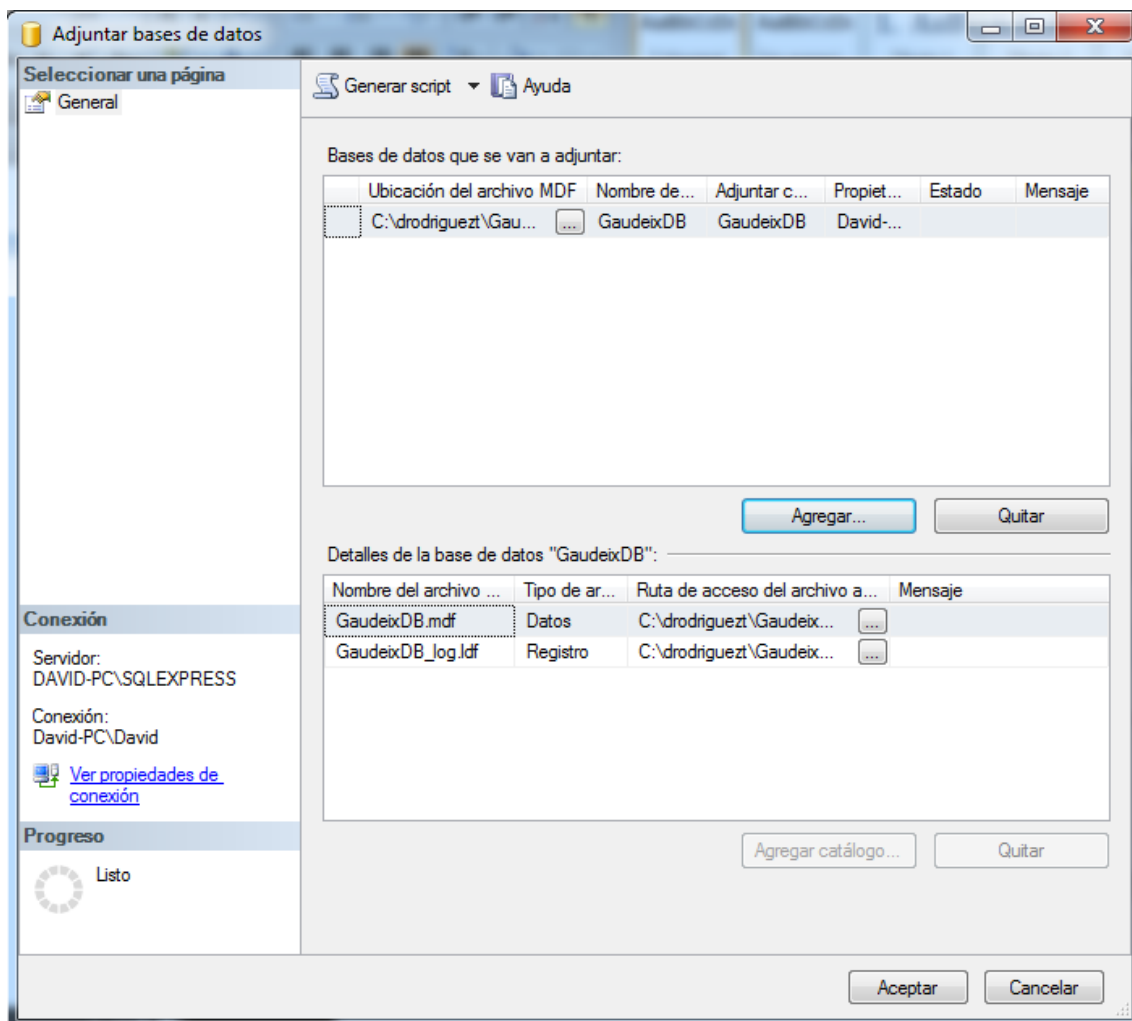 Adjuntar bases de datos
Seleccionar una página
General
Generar script Ayuda
Bases de datos que se van a adjuntar:
Ubicación del archivo MDF Nombre de... Adjuntar c... Propiet... Estado Mensaje
C:\drodriguezt\Gau... ... GaudeixDB GaudeixDB David-...
Agregar... Quitar
Detalles de la base de datos "GaudeixDB":
Nombre del archivo ... Tipo de ar... Ruta de acceso del archivo a... Mensaje
GaudeixDB.mdf Datos C:\drodriguezt\Gaudeix... ...
GaudeixDB_log.ldf Registro C:\drodriguezt\Gaudeix... ...
Agregar catálogo... Quitar
Conexión
Servidor:
DAVID-PC\SQLEXPRESS
Conexión:
David-PC\David
Ver propiedades de
conexión
Progreso
Listo
Aceptar Cancelar